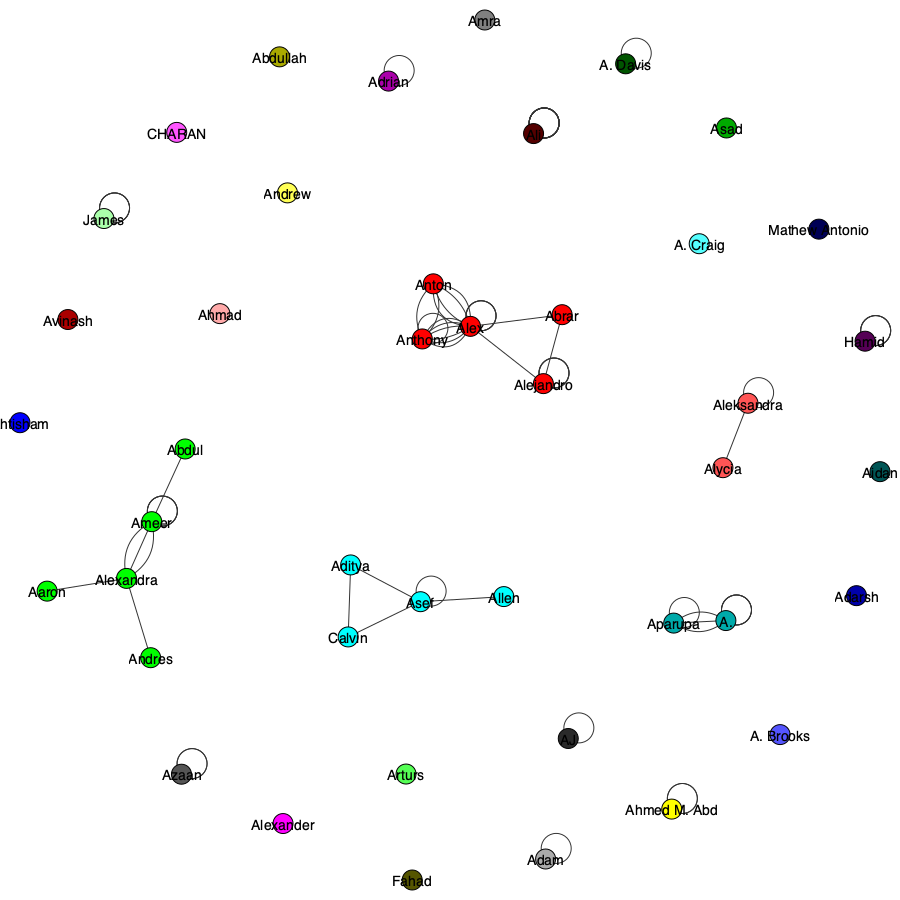 Amra
Abdullah
A. Davis
Adrian
CHARAN
Asad
Andrew
James
Mathew Antonio
A. Craig
Anton
Ahmad
Abrar
Avinash
Alex
Anthony
Hamid
Alejandro
Aleksandra
htisham
Abdul
Alycia
Aidan
Ameer
Aditya
Alexandra
Aaron
Asef
Allen
Adarsh
Aparupa
A.
Calvin
Andres
A. Brooks
AJ
Azaan
Arturs
Ahmed M. Abd
Alexander
Adam
Fahad